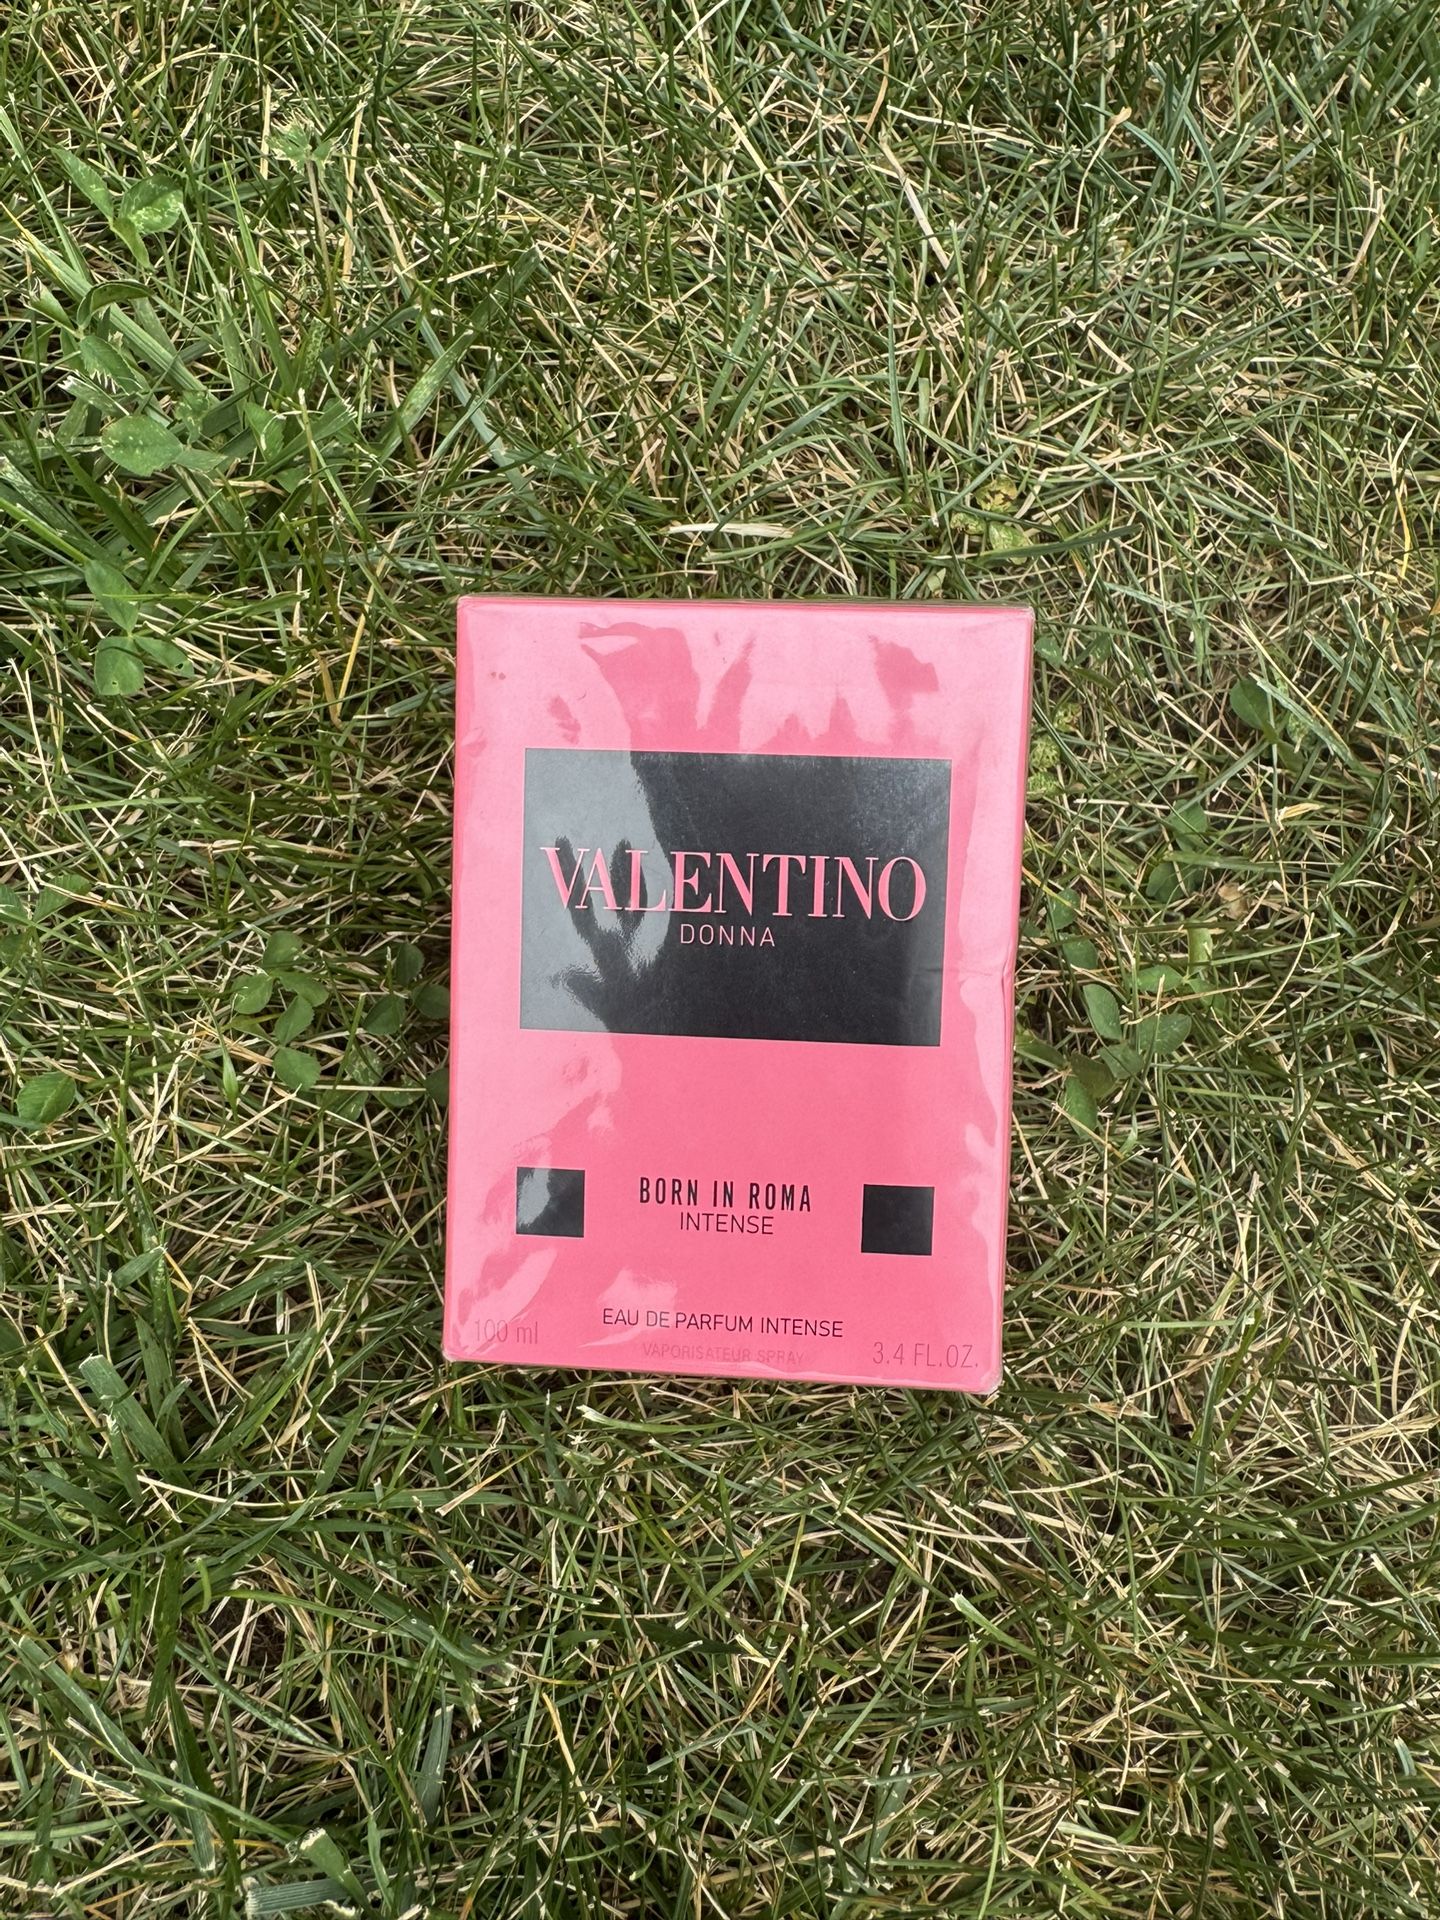 VALENTINO
DONNA
BORN IN ROMA
INTENSE
EAU DE PARFUM INTENSE
100 ml
VAPORISATEUR SPRAY
3.4 FL.OZ.